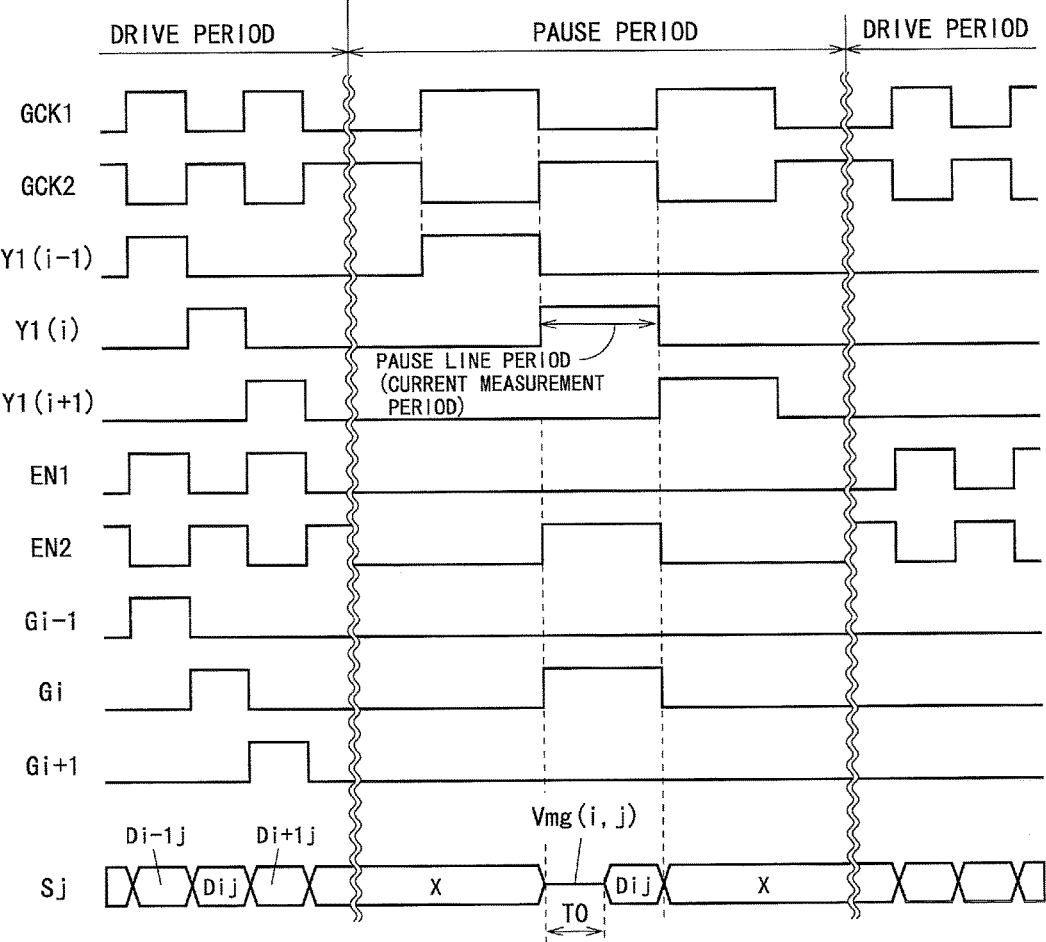 DRIVE PERIOD
PAUSE PERIOD
DRIVE PERIOD
GCK1
GCK2
Y1(i-1)
Y1(i)
PAUSE LINE PERIOD
(CURRENT MEASUREMENT
PERIOD)
Y1(i+1)
EN1
EN2
Gi-1
Gi
Gi+1
Vmg(i, j)
Di-1j
Di+1j
Sj
Dij
X
Dij
X
T0